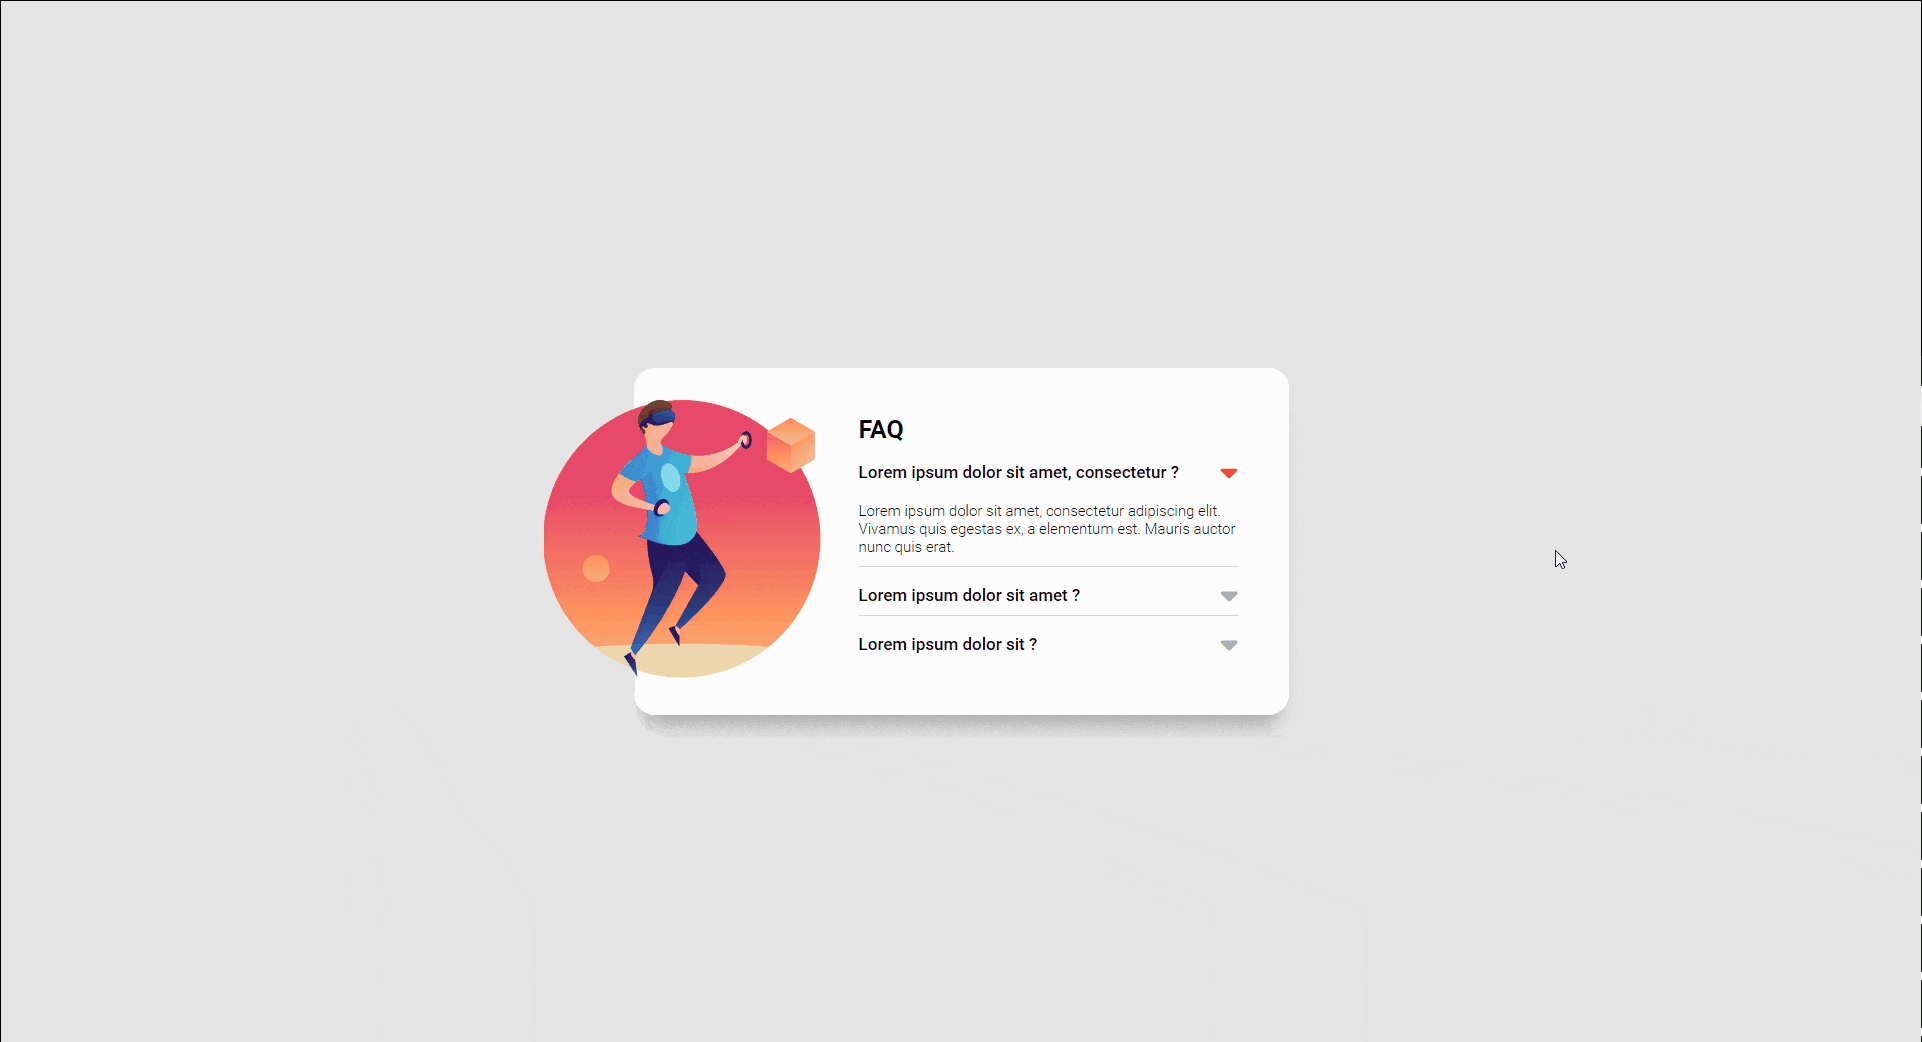 FAQ
Lorem ipsum dolor sit amet, consectetur ?
Lorem ipsum dolor sit amet, consectetur adipiscing elit.
Vivamus quis egestas ex, a elementum est. Mauris auctor
nunc quis erat.
Lorem ipsum dolor sit amet ?
Lorem ipsum dolor sit ?